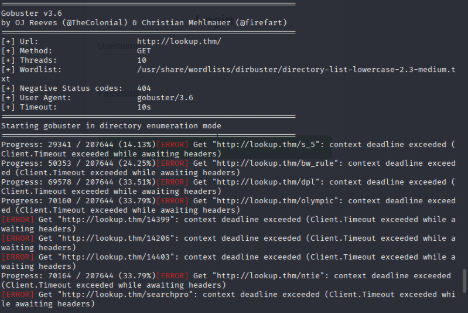 Gobuster v3.6
by OJ Reeves (@TheColonial) & Christian Mehlmauer (@firefart)
[+] Url: http://lookup.thm/
[+] Method: GET
[+] Threads: 10
[+] Wordlist: /usr/share/wordlists/dirbuster/directory-list-lowercase-2.3-medium.t
xt
[+] Negative Status codes: 404
[+] User Agent: gobuster/3.6
[+] Timeout: 10s
Starting gobuster in directory enumeration mode
Progress: 29341 / 207644 (14.13%)[ERROR] Get "http://lookup.thm/s_5": context deadline exceeded (
Client.Timeout exceeded while awaiting headers)
Progress: 50353 / 207644 (24.25%)[ERROR] Get "http://lookup.thm/bw_rule": context deadline exceed
ed (Client.Timeout exceeded while awaiting headers)
Progress: 69578 / 207644 (33.51%)[ERROR] Get "http://lookup.thm/dpl": context deadline exceeded (
Client.Timeout exceeded while awaiting headers)
Progress: 70160 / 207644 (33.79%)[ERROR] Get "http://lookup.thm/olympic": context deadline exceed
ed (Client.Timeout exceeded while awaiting headers)
[ERROR] Get "http://lookup.thm/14399": context deadline exceeded (Client.Timeout exceeded while a
waiting headers)
[ERROR] Get "http://lookup.thm/14206": context deadline exceeded (Client.Timeout exceeded while a
waiting headers)
[ERROR] Get "http://lookup.thm/14403": context deadline exceeded (Client.Timeout exceeded while a
waiting headers)
Progress: 70164 / 207644 (33.79%)[ERROR] Get "http://lookup.thm/ntie": context deadline exceeded
(Client.Timeout exceeded while awaiting headers)
[ERROR] Get "http://lookup.thm/searchpro": context deadline exceeded (Client.Timeout exceeded whi
le awaiting headers)